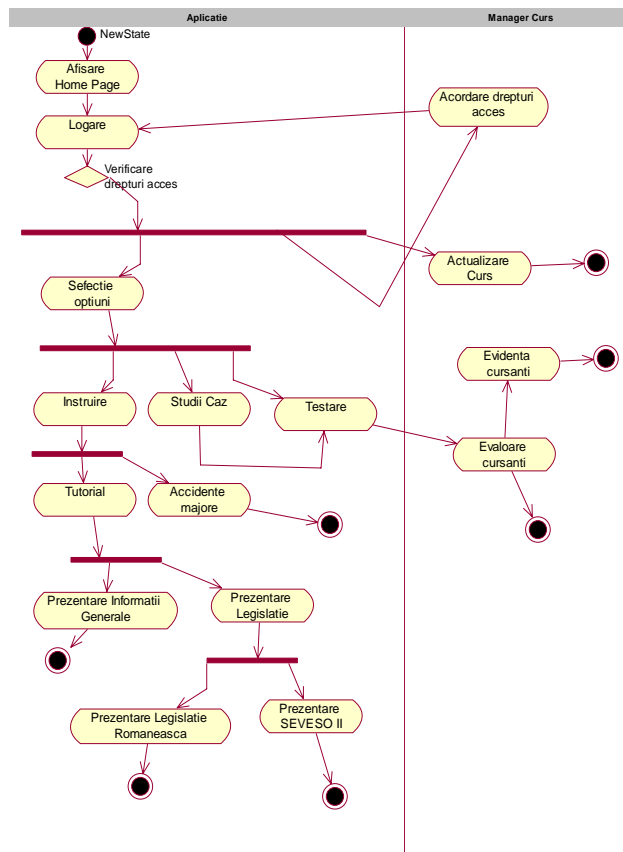 Aplicatie
Manager Curs
NewState
Afisare
Home Page
Acordare drepturi
acces
Logare
Verificare
drepturi acces
Actualizare
Curs
Selectie
optiuni
Evidenta
cursanti
Instruire
Studii Caz
Testare
Evaloare
cursanti
Tutorial
Accidente
majore
Prezentare Informatii
Generale
Prezentare
Legislatie
Prezentare Legislatie
Romaneasca
Prezentare
SEVESO II